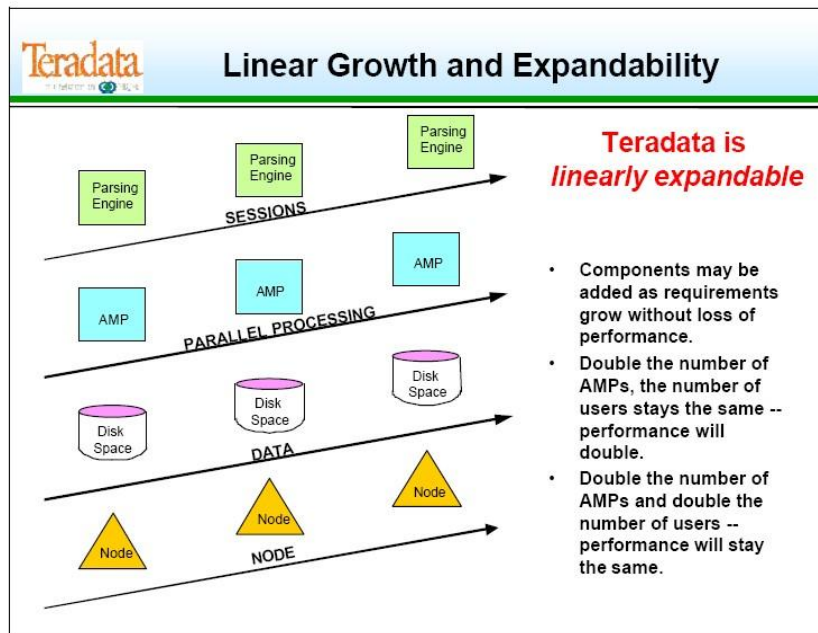 Teradata
Linear Growth and Expandability
Parsing
Engine
Parsing
Engine
Parsing
Engine
SESSIONS
AMP
AMP
AMP
PARALLEL PROCESSING
Disk
Space
Disk
Space
Disk
Space
DATA
Node
Node
Node
NODE
Teradata is
linearly expandable
• Components may be
added as requirements
grow without loss of
performance.
• Double the number of
AMPs, the number of
users stays the same --
performance will
double.
• Double the number of
AMPs and double the
number of users --
performance will stay
the same.